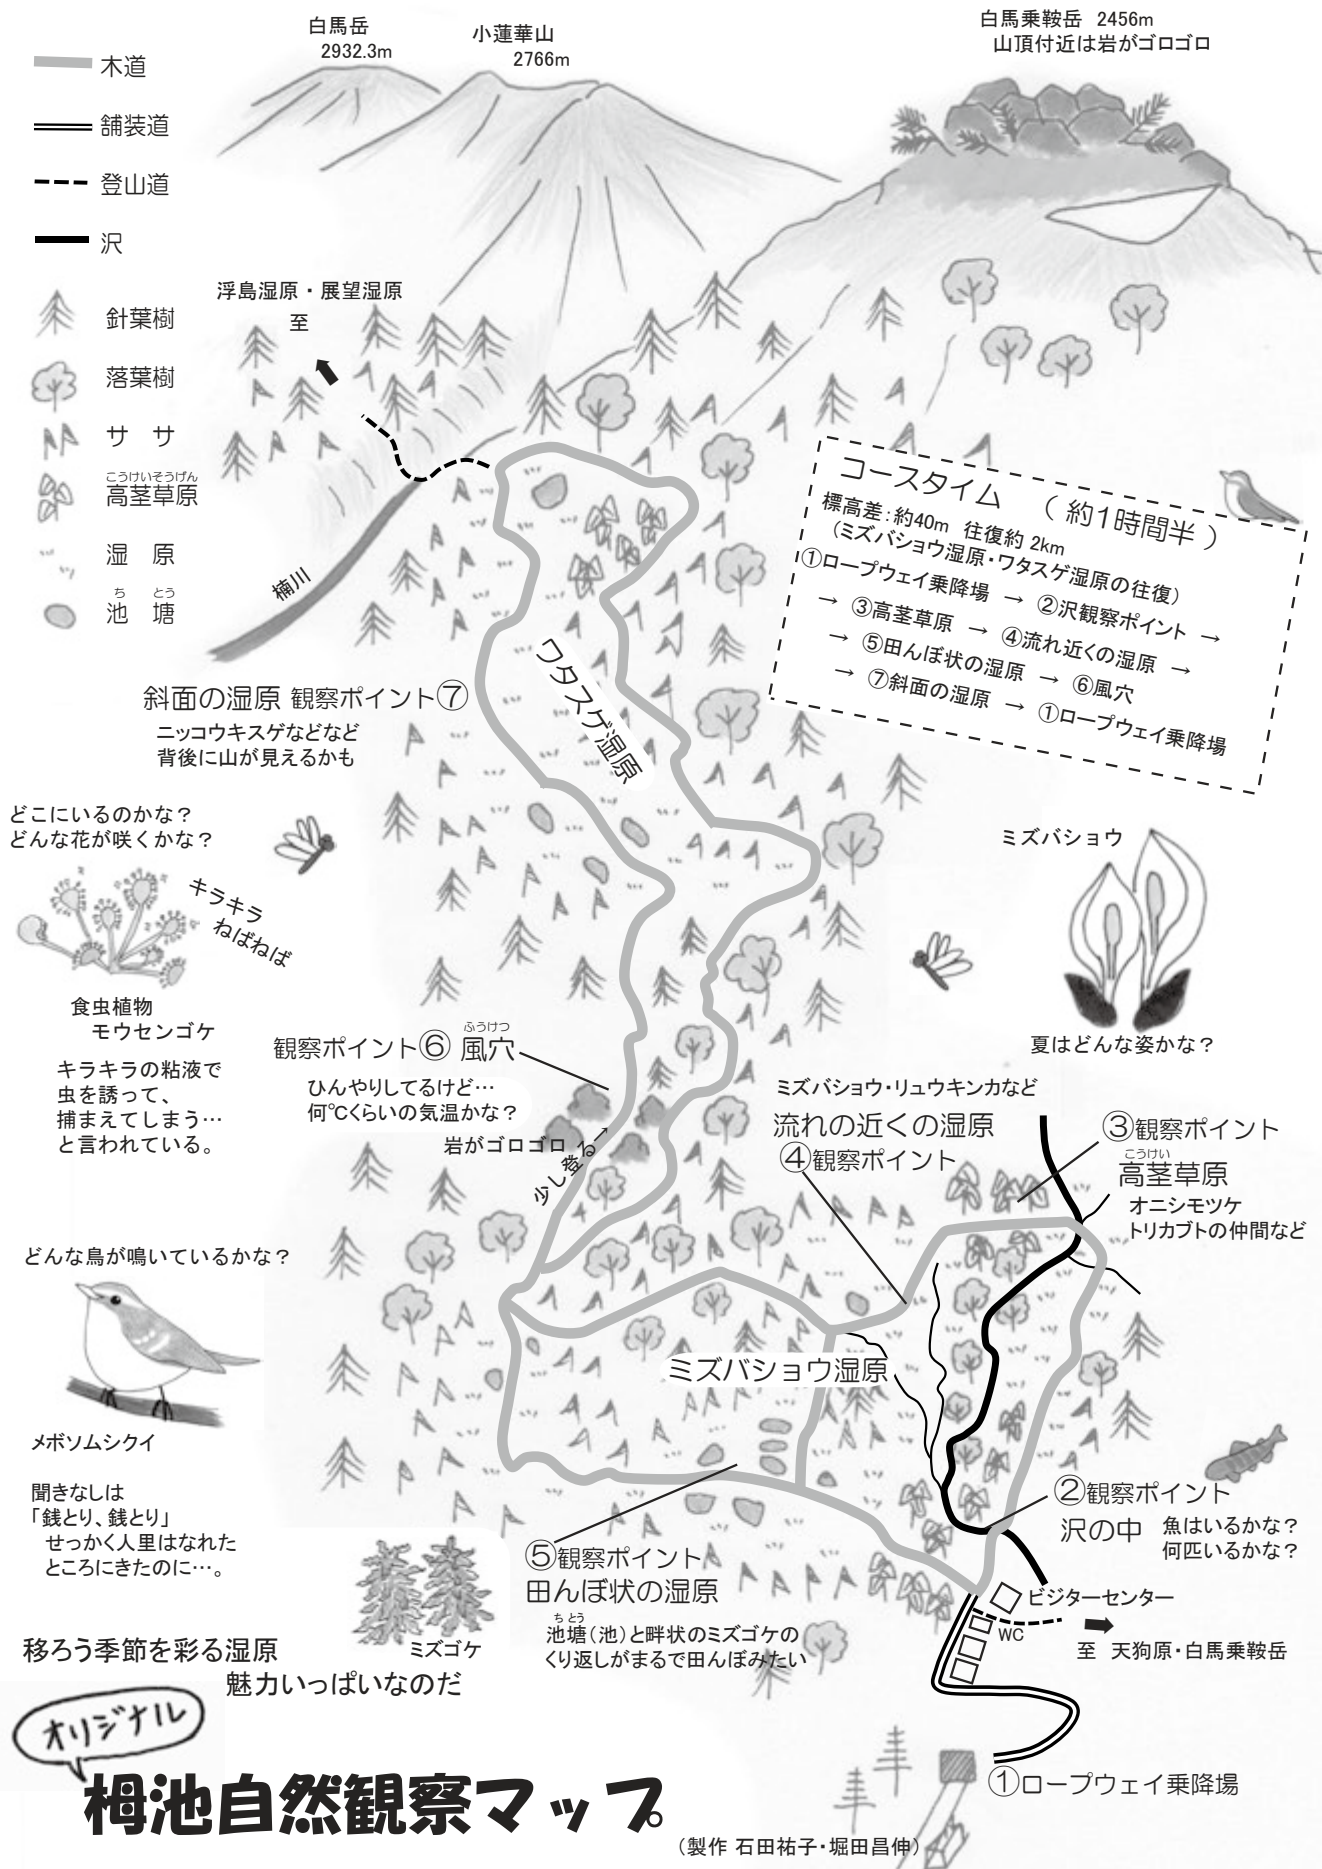 白馬岳
2932.3m
小蓮華山
2766m
白馬乗鞍岳 2456m
山頂付近は岩がゴロゴロ
木道
舗装道
登山道
沢
針葉樹
落葉樹
ササ
こうけいそうげん
高茎草原
湿原
ち とう
池塘
浮島湿原・展望湿原
至
楠川
コースタイム （約1時間半）
標高差:約40m 往復約 2km
（ミズバショウ湿原・ワタスゲ湿原の往復）
①ロープウェイ乗降場 → ②沢観察ポイント →
→ ③高茎草原 → ④流れ近くの湿原 →
→ ⑤田んぼ状の湿原 → ⑥風穴
→ ⑦斜面の湿原 → ①ロープウェイ乗降場
ワタスゲ湿原
斜面の湿原 観察ポイント⑦
ニッコウキスゲなどなど
背後に山が見えるかも
どこにいるのかな？
どんな花が咲くかな？
キラキラ
ねばねば
食虫植物
モウセンゴケ
キラキラの粘液で
虫を誘って、
捕まえてしまう…
と言われている。
ミズバショウ
夏はどんな姿かな？
ふうけつ
観察ポイント⑥ 風穴
ひんやりしてるけど…
何℃くらいの気温かな？
岩がゴロゴロ
少し登る→
ミズバショウ・リュウキンカなど
流れの近くの湿原
④観察ポイント
③観察ポイント
こうけい
高茎草原
オニシモツケ
トリカブトの仲間など
どんな鳥が鳴いているかな？
メボソムシクイ
聞きなしは
「銭とり、銭とり」
せっかく人里はなれた
ところにきたのに…。
ミズバショウ湿原
②観察ポイント
沢の中
魚はいるかな？
何匹いるかな？
⑤観察ポイント
田んぼ状の湿原
ちとう
池塘（池）と畔状のミズゴケの
くり返しがまるで田んぼみたい
ミズゴケ
ビジターセンター
WC
至 天狗原・白馬乗鞍岳
移ろう季節を彩る湿原
魅力いっぱいなのだ
オリジナル
栂池自然観察マップ
①ロープウェイ乗降場
（製作 石田祐子・堀田昌伸）